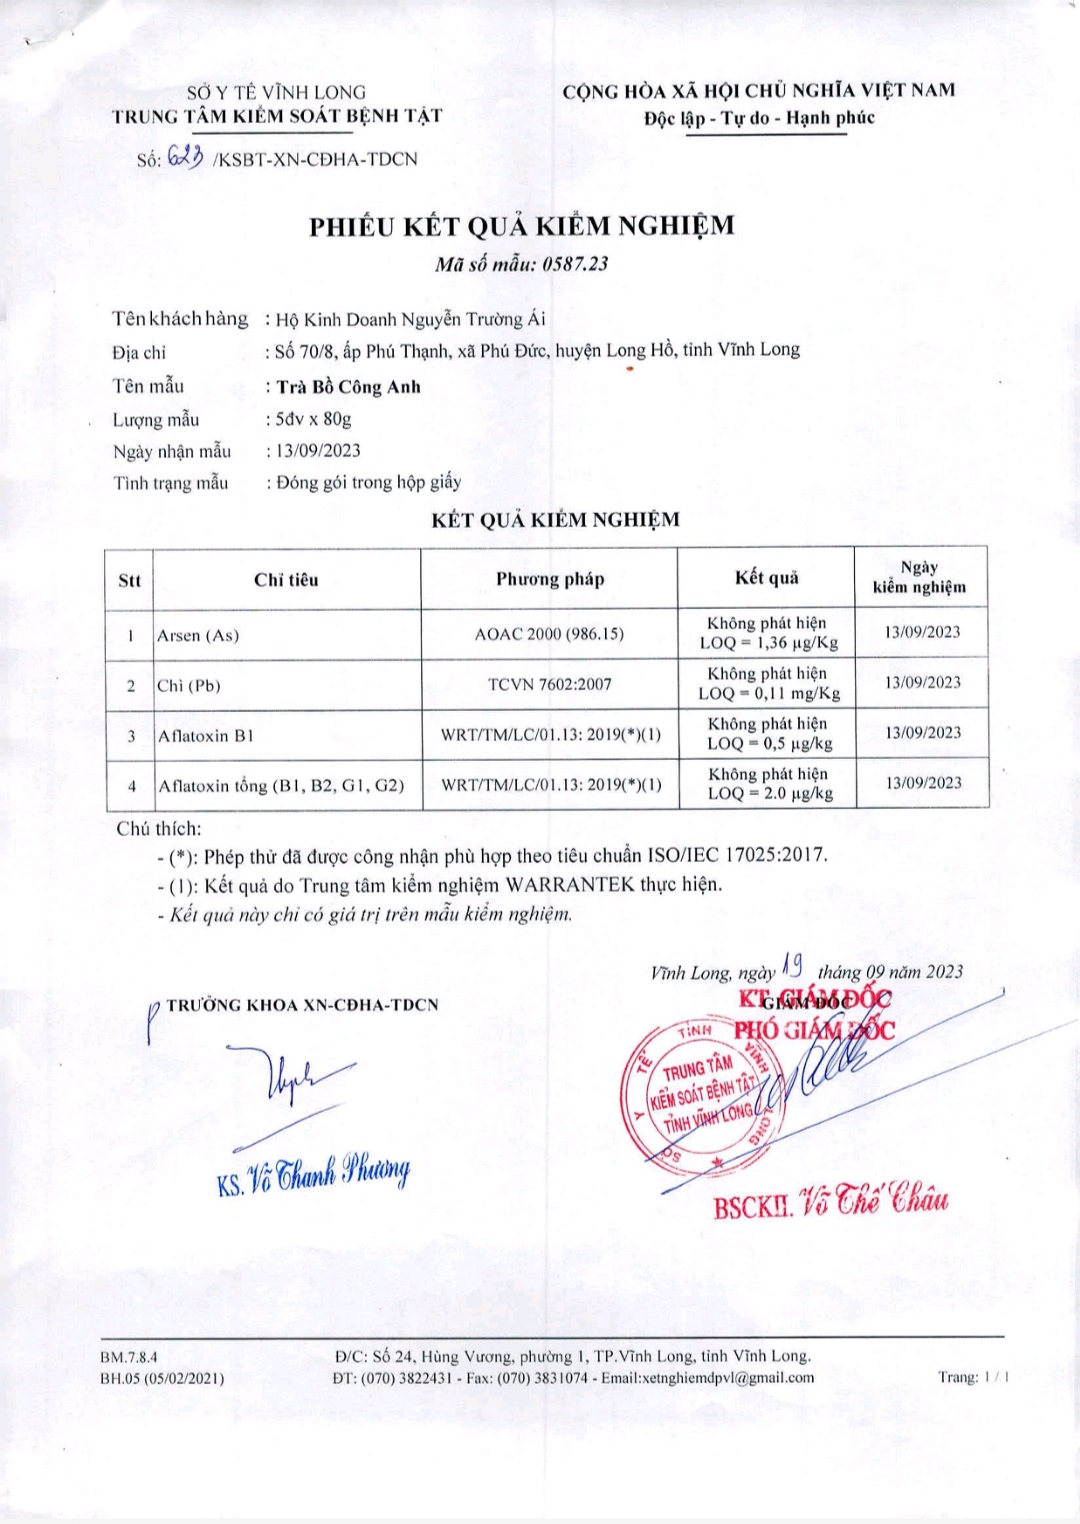 SỞ Y TẾ VĨNH LONG
TRUNG TÂM KIỂM SOÁT BỆNH TẬT
Số: 623 /KSBT-XN-CĐHA-TDCN
CỘNG HÒA XÃ HỘI CHỦ NGHĨA VIỆT NAM
Độc lập - Tự do - Hạnh phúc
PHIẾU KẾT QUẢ KIỂM NGHIỆM
Mã số mẫu: 0587.23
Tên khách hàng : Hộ Kinh Doanh Nguyễn Trường Ái
Địa chỉ : Số 70/8, ấp Phú Thạnh, xã Phú Đức, huyện Long Hồ, tỉnh Vĩnh Long
Tên mẫu : Trà Bồ Công Anh
Lượng mẫu : 5đv x 80g
Ngày nhận mẫu : 13/09/2023
Tình trạng mẫu : Đóng gói trong hộp giấy
KẾT QUẢ KIỂM NGHIỆM
Stt Chỉ tiêu Phương pháp Kết quả Ngày kiểm nghiệm
1 Arsen (As) AOAC 2000 (986.15) Không phát hiện LOQ = 1,36 µg/Kg 13/09/2023
2 Chì (Pb) TCVN 7602:2007 Không phát hiện LOQ = 0,11 mg/Kg 13/09/2023
3 Aflatoxin B1 WRT/TM/LC/01.13: 2019(*)(1) Không phát hiện LOQ = 0,5 µg/kg 13/09/2023
4 Aflatoxin tổng (B1, B2, G1, G2) WRT/TM/LC/01.13: 2019(*)(1) Không phát hiện LOQ = 2.0 µg/kg 13/09/2023
Chú thích:
- (*): Phép thử đã được công nhận phù hợp theo tiêu chuẩn ISO/IEC 17025:2017.
- (1): Kết quả do Trung tâm kiểm nghiệm WARRANTEK thực hiện.
- Kết quả này chỉ có giá trị trên mẫu kiểm nghiệm.
Vĩnh Long, ngày 19 tháng 09 năm 2023
TRƯỞNG KHOA XN-CĐHA-TDCN
GIÁM ĐỐC
KT. GIÁM ĐỐC
PHÓ GIÁM ĐỐC
SỞ Y TẾ TỈNH VĨNH LONG
TRUNG TÂM
KIỂM SOÁT BỆNH TẬT
TỈNH VĨNH LONG
KS. Võ Thanh Phương
BSCKII. Võ Thế Châu
BM.7.8.4
BH.05 (05/02/2021)
Đ/C: Số 24, Hùng Vương, phường 1, TP.Vĩnh Long, tỉnh Vĩnh Long.
ĐT: (070) 3822431 - Fax: (070) 3831074 - Email:xetnghiemdpvl@gmail.com
Trang: 1 / 1